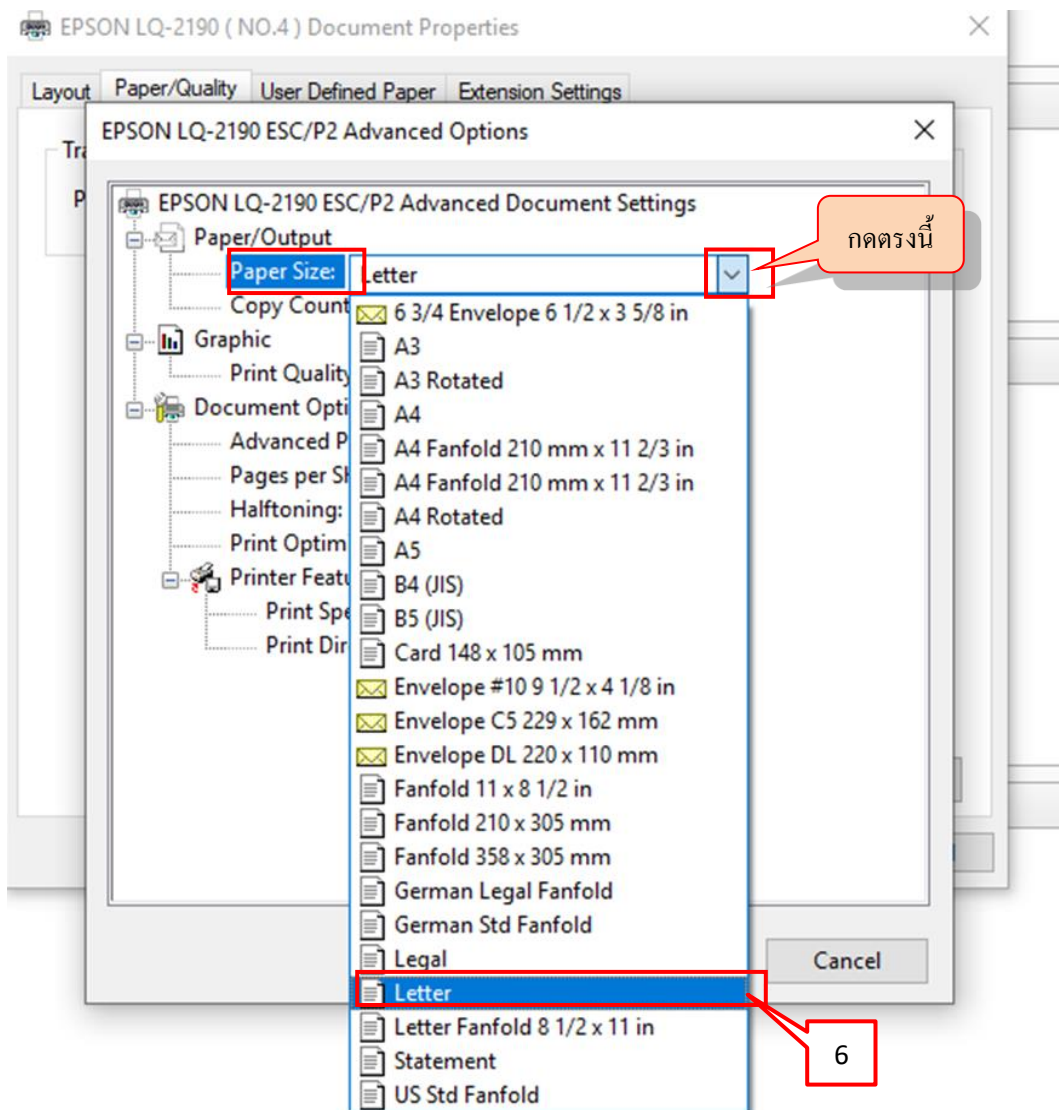 EPSON LQ-2190 ( NO.4 ) Document Properties
Layout Paper/Quality User Defined Paper Extension Settings
EPSON LQ-2190 ESC/P2 Advanced Options
Tra
P
EPSON LQ-2190 ESC/P2 Advanced Document Settings
กดตรงนี้
Paper/Output
Paper Size: Letter
Copy Count
6 3/4 Envelope 6 1/2 x 3 5/8 in
Graphic
A3
Print Quality
A3 Rotated
Document Opti
A4
Advanced P
A4 Fanfold 210 mm x 11 2/3 in
Pages per Sh
A4 Fanfold 210 mm x 11 2/3 in
Halftoning:
A4 Rotated
Print Optim
A5
Printer Featu
B4 (JIS)
Print Spe
B5 (JIS)
Print Dir
Card 148 x 105 mm
Envelope #10 9 1/2 x 4 1/8 in
Envelope C5 229 x 162 mm
Envelope DL 220 x 110 mm
Fanfold 11 x 8 1/2 in
Fanfold 210 x 305 mm
Fanfold 358 x 305 mm
German Legal Fanfold
German Std Fanfold
Legal
Cancel
Letter
Letter Fanfold 8 1/2 x 11 in
6
Statement
US Std Fanfold